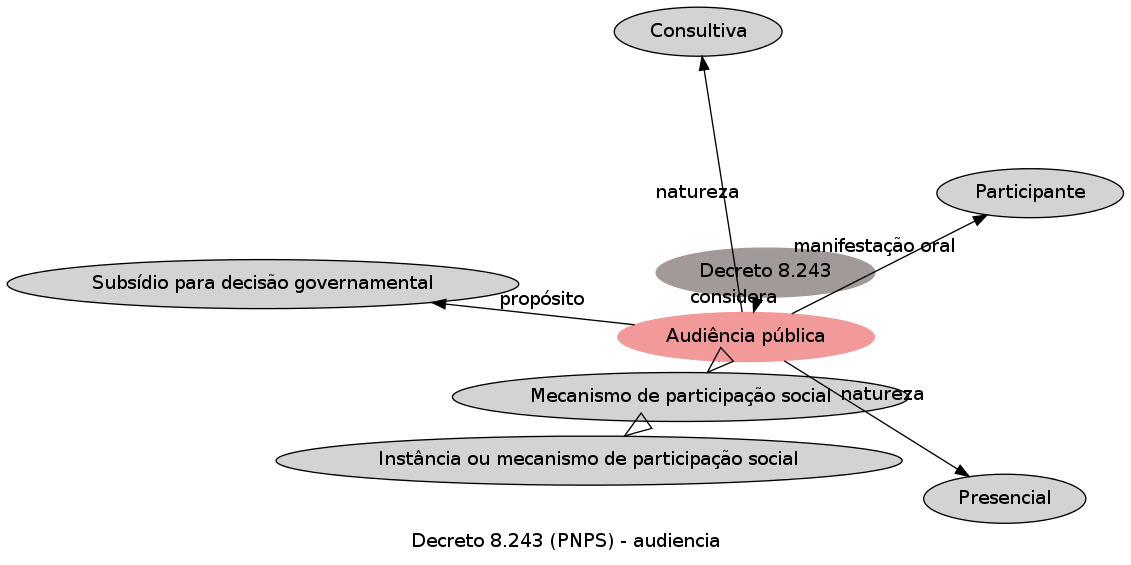 Consultiva
natureza
Participante
manifestação oral
Decreto 8.243
Subsídio para decisão governamental
propósito
considera
Audiência pública
Mecanismo de participação social
natureza
Instância ou mecanismo de participação social
Presencial
Decreto 8.243 (PNPS) - audiencia